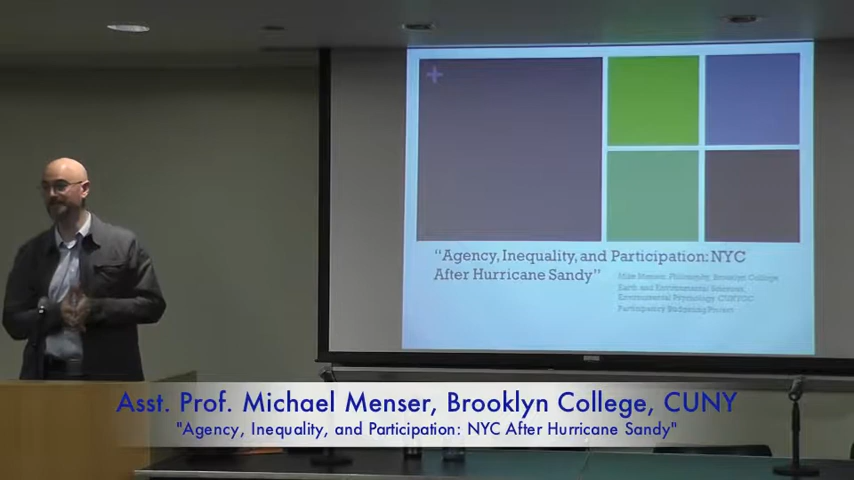 +
“Agency, Inequality, and Participation: NYC
After Hurricane Sandy”
Mike Menser, Philosophy, Brooklyn College
Earth and Environmental Sciences,
Environmental Psychology, CUNYGC
Participatory Budgeting Project
Asst. Prof. Michael Menser, Brooklyn College, CUNY
"Agency, Inequality, and Participation: NYC After Hurricane Sandy"